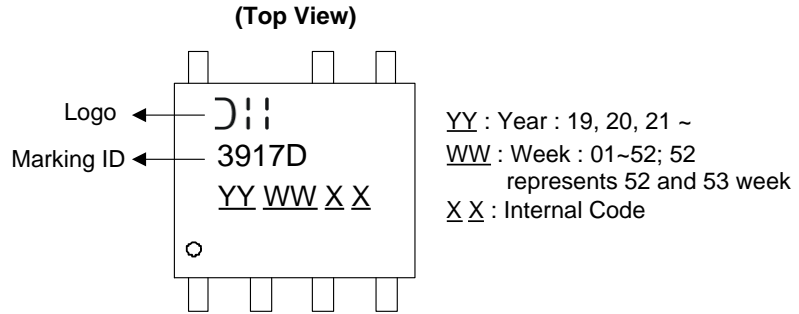 (Top View)
Logo
Marking ID
3917D
YY WW X X
YY : Year : 19, 20, 21 ~
WW : Week : 01~52; 52
represents 52 and 53 week
X X : Internal Code